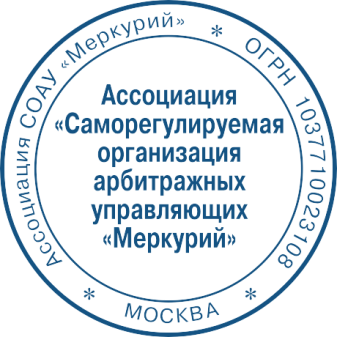 Ассоциация СОАУ «Меркурий» * ОГРН 1037710023108 * МОСКВА *
Ассоциация
«Саморегулируемая
организация
арбитражных
управляющих
«Меркурий»